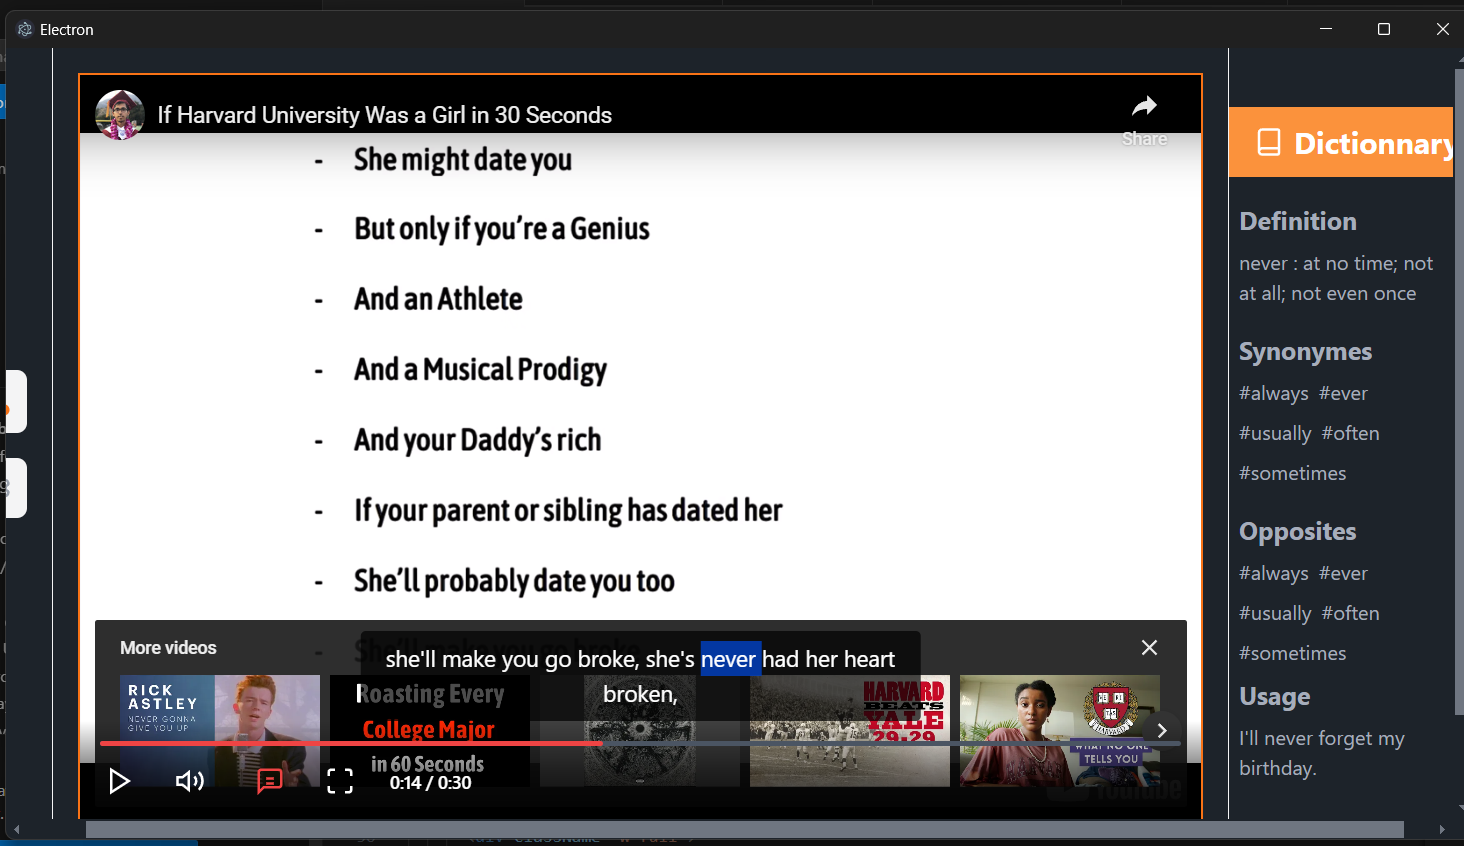 Electron
If Harvard University Was a Girl in 30 Seconds
Share
- She might date you
- But only if you're a Genius
- And an Athlete
- And a Musical Prodigy
- And your Daddy's rich
- If your parent or sibling has dated her
- She'll probably date you too
- She'll make you go broke
More videos
she'll make you go broke, she's never had her heart
broken,
RICK
ASTLEY
NEVER GONNA
GIVE YOU UP
Roasting Every
College Major
in 60 Seconds
HARVARD
BEATS
YALE
29-29
WHAT NO ONE
TELLS YOU
0:14 / 0:30
Dictionnary
Definition
never : at no time; not
at all; not even once
Synonymes
#always #ever
#usually #often
#sometimes
Opposites
#always #ever
#usually #often
#sometimes
Usage
I'll never forget my
birthday.